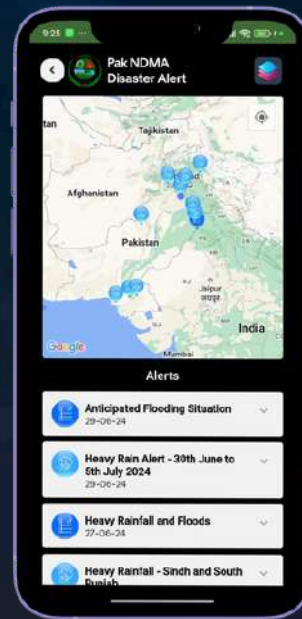 9:25
Pak NDMA
Disaster Alert
Tajikistan
Afghanistan
Pakistan
Jaipur
जयपुर
India
Mumbai
Google
Alerts
Anticipated Flooding Situation
29-06-24
Heavy Rain Alert - 30th June to
5th July 2024
29-06-24
Heavy Rainfall and Floods
27-06-24
Heavy Rainfall - Sindh and South
Punjab